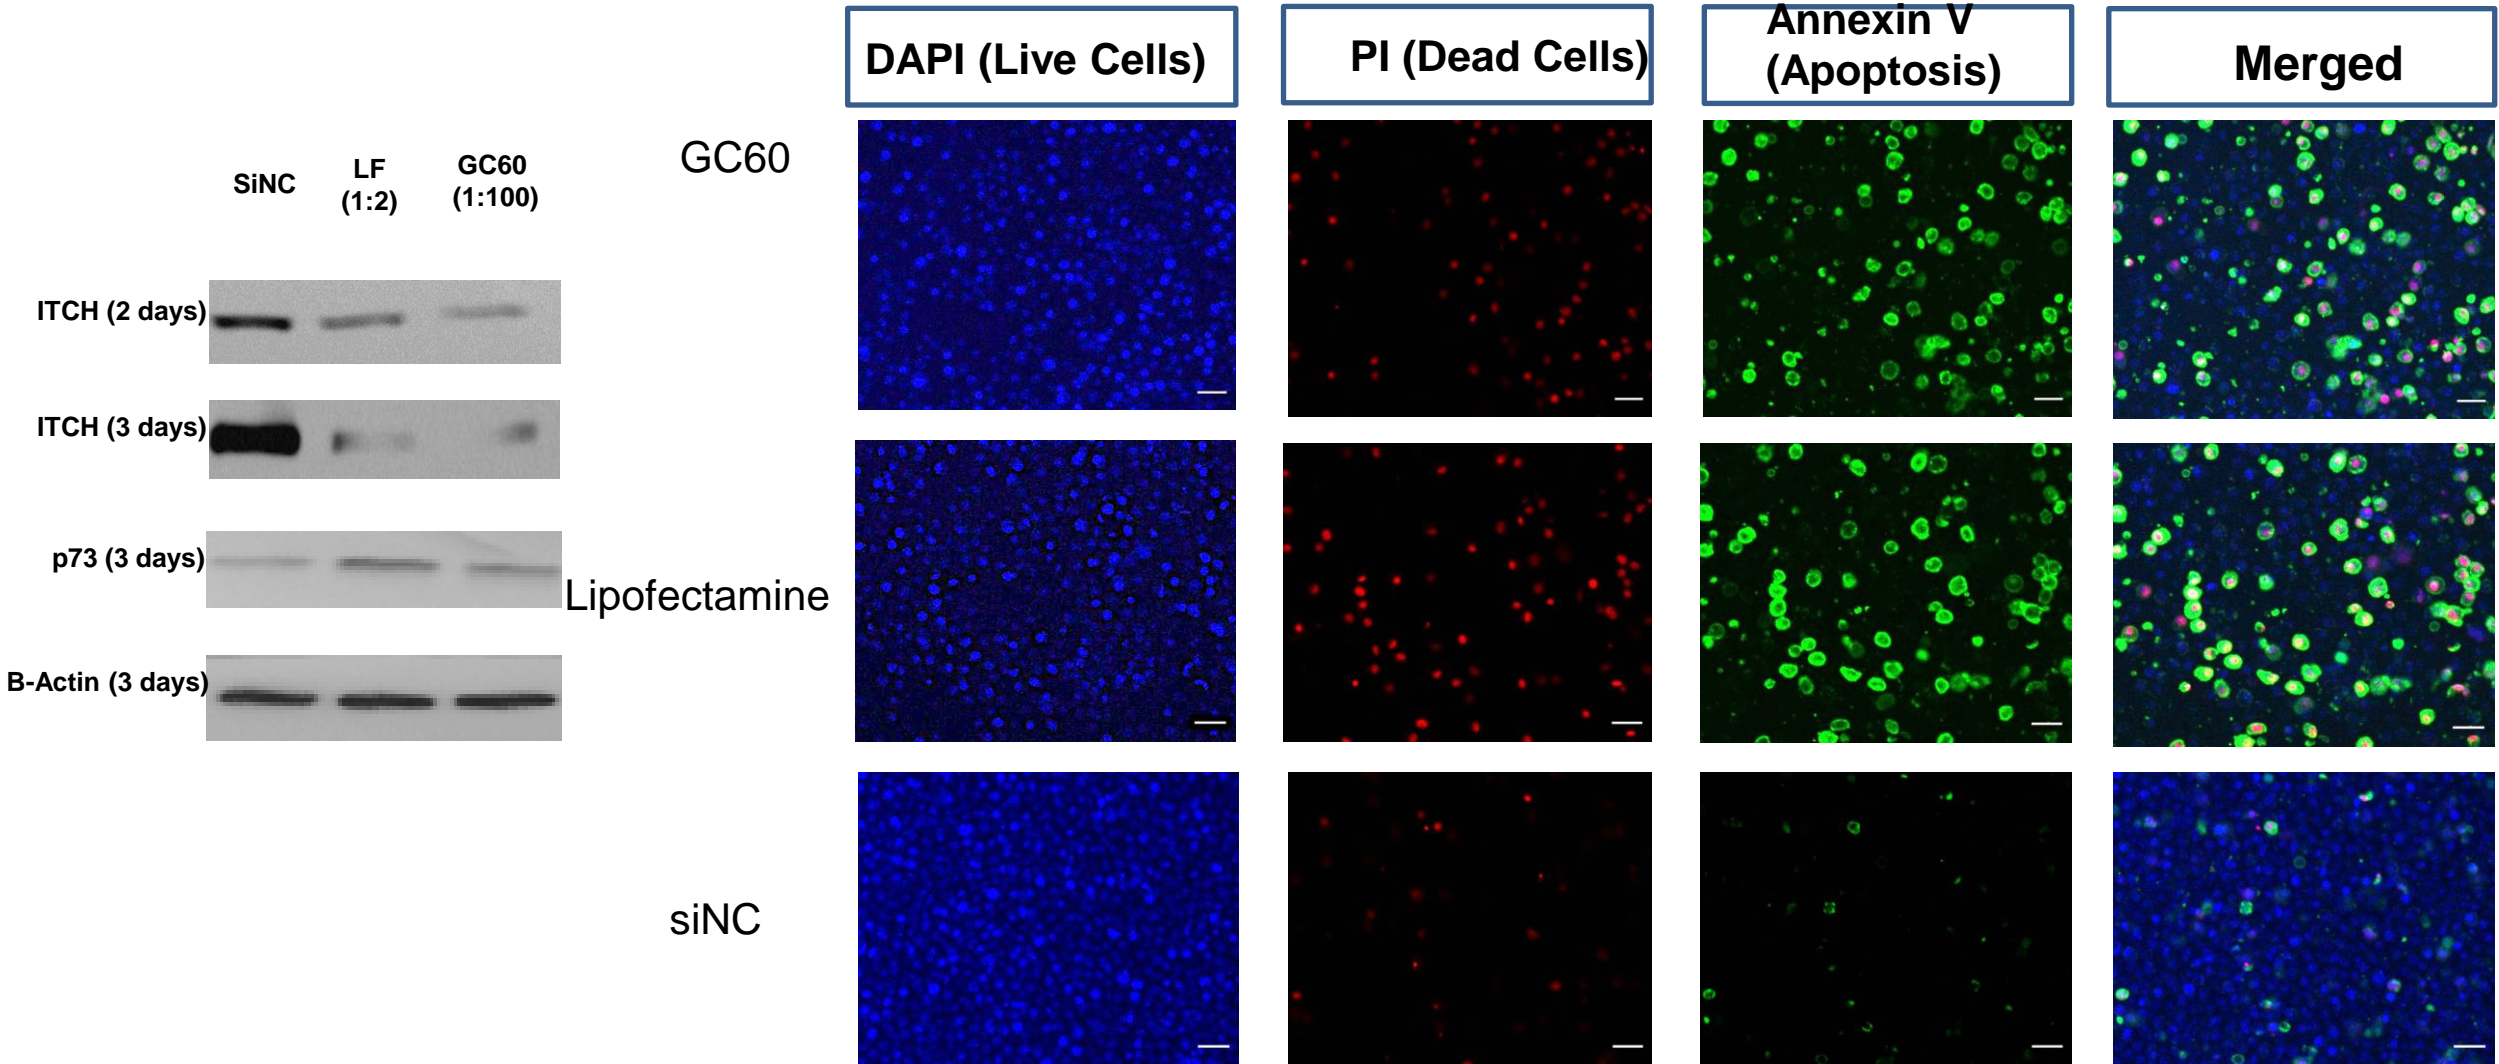 DAPI (Live Cells)
PI (Dead Cells)
Annexin V
(Apoptosis)
Merged
SiNC
LF
(1:2)
GC60
(1:100)
ITCH (2 days)
ITCH (3 days)
p73 (3 days)
B-Actin (3 days)
GC60
Lipofectamine
siNC